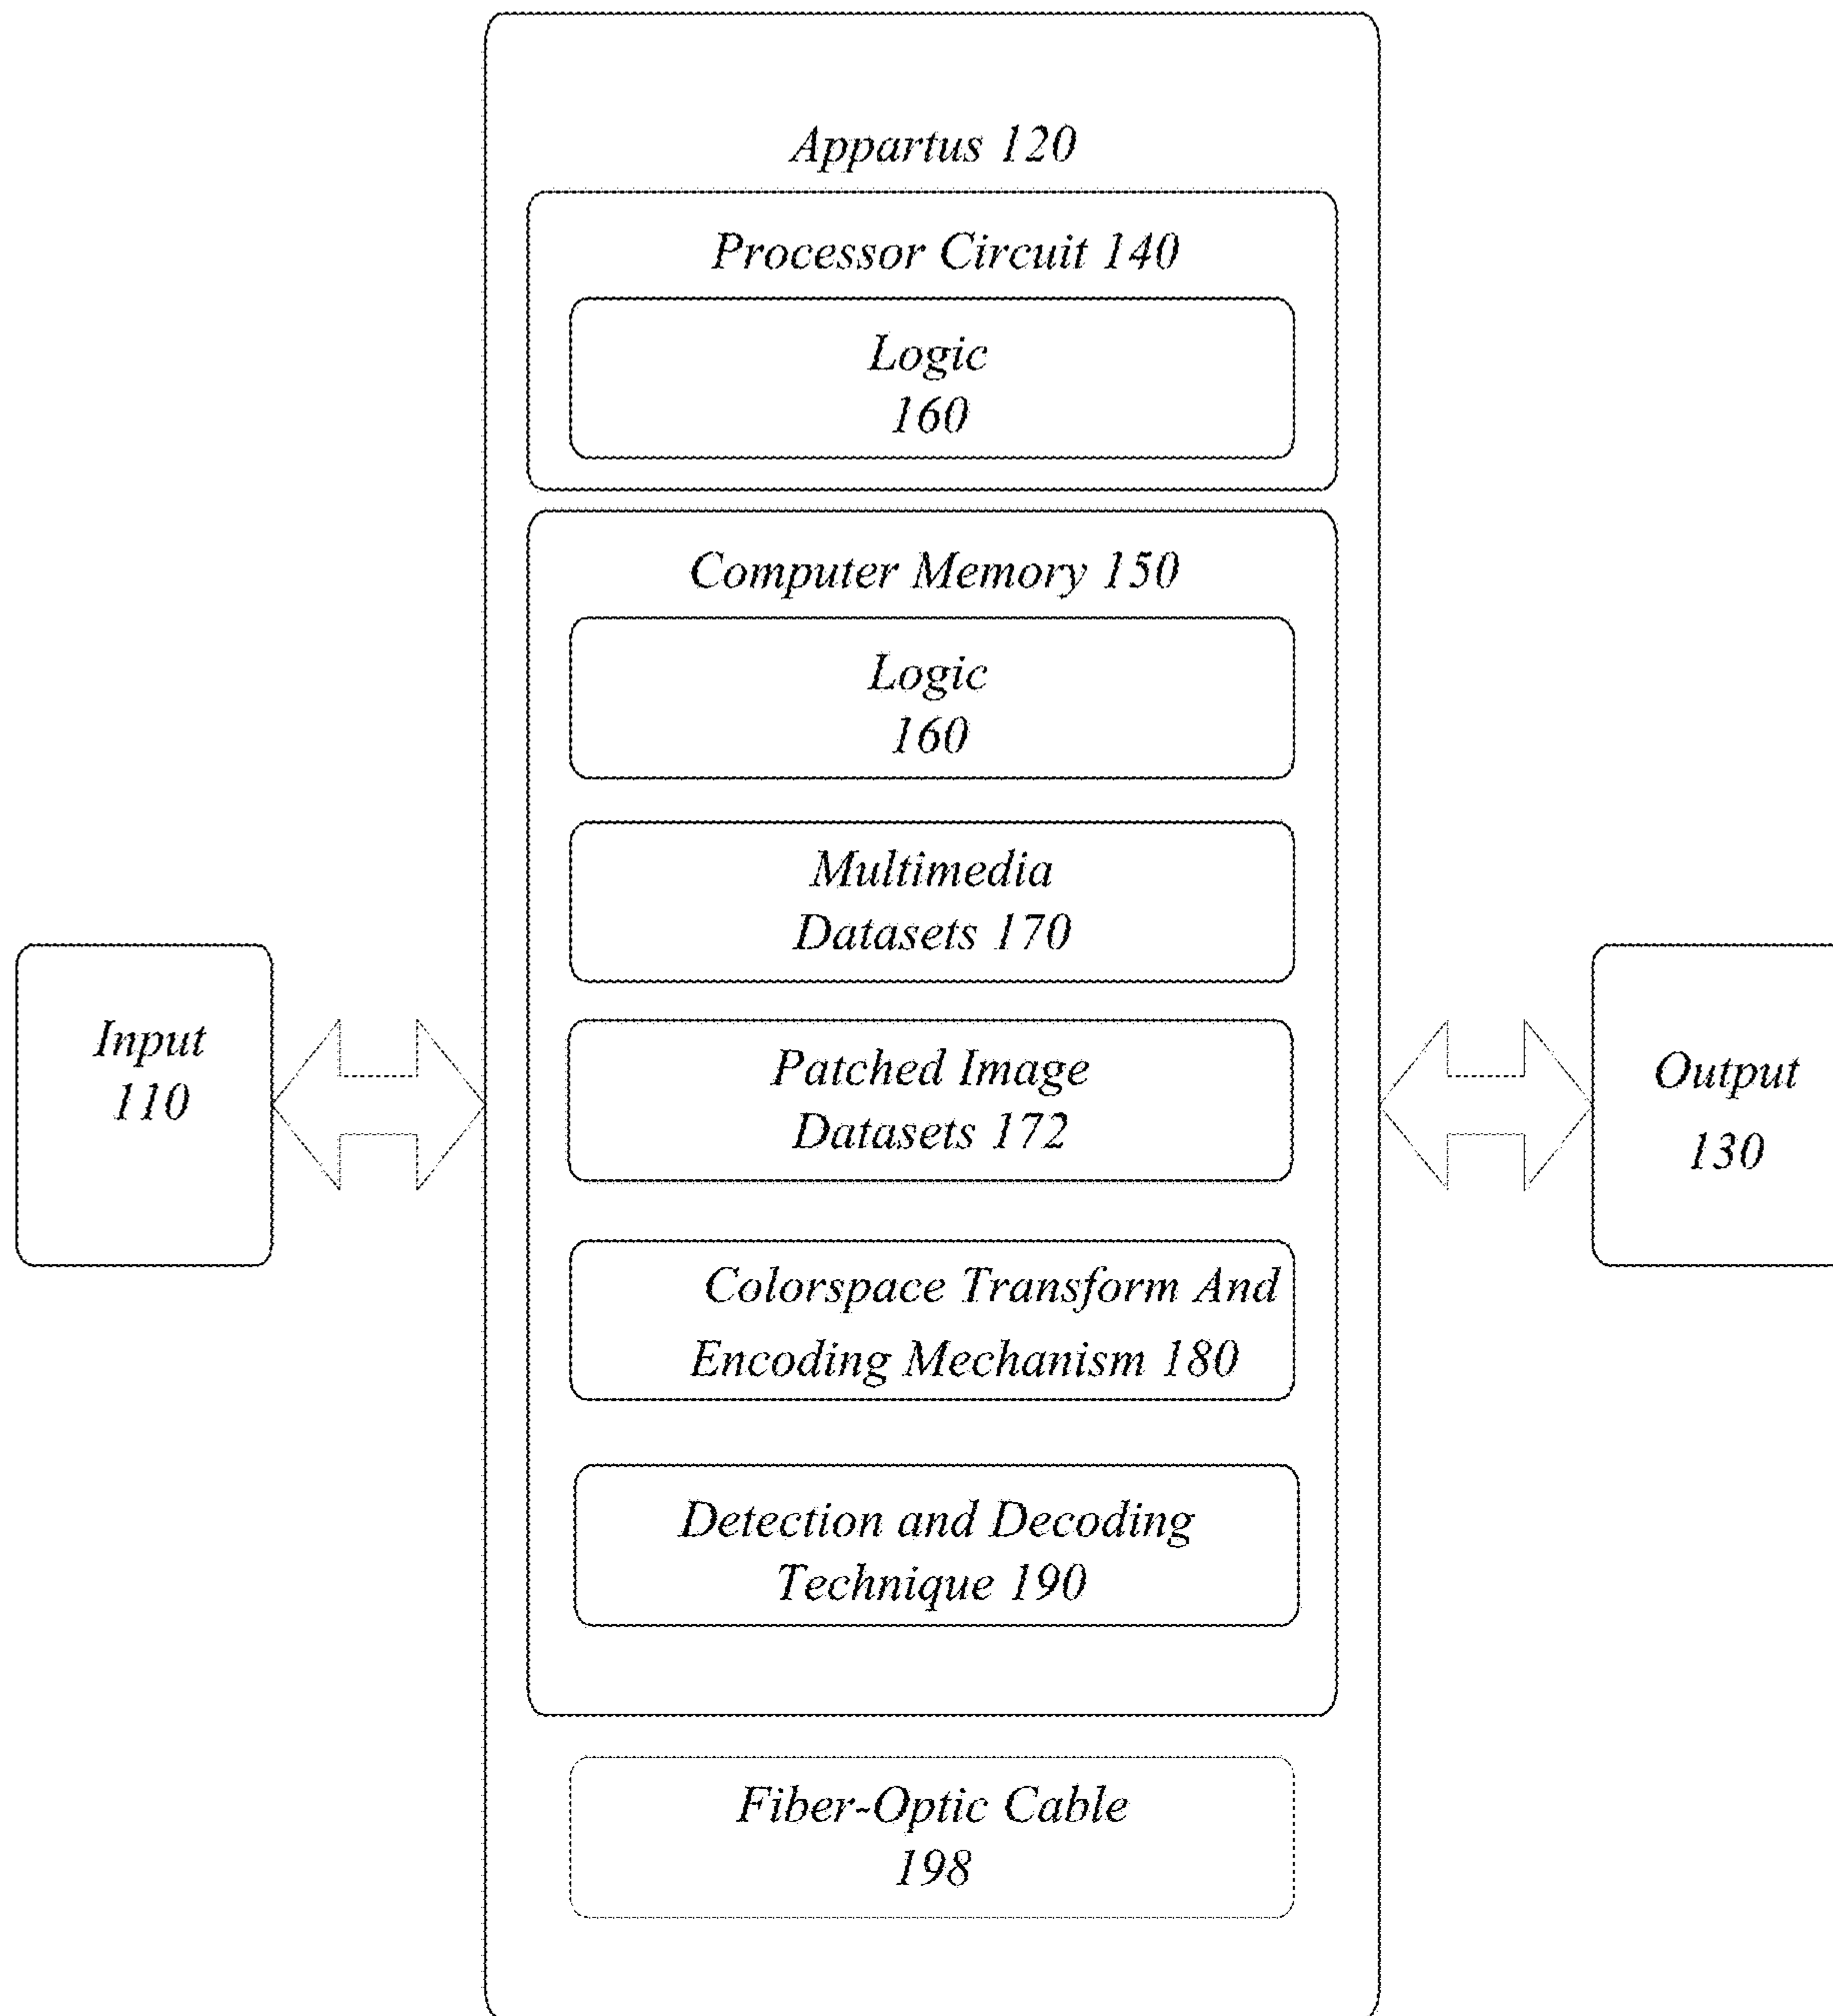 Appartus 120
Processor Circuit 140
Logic
160
Computer Memory 150
Logic
160
Multimedia
Datasets 170
Input
110
Patched Image
Datasets 172
Output
130
Colorspace Transform And
Encoding Mechanism 180
Detection and Decoding
Technique 190
Fiber-Optic Cable
198